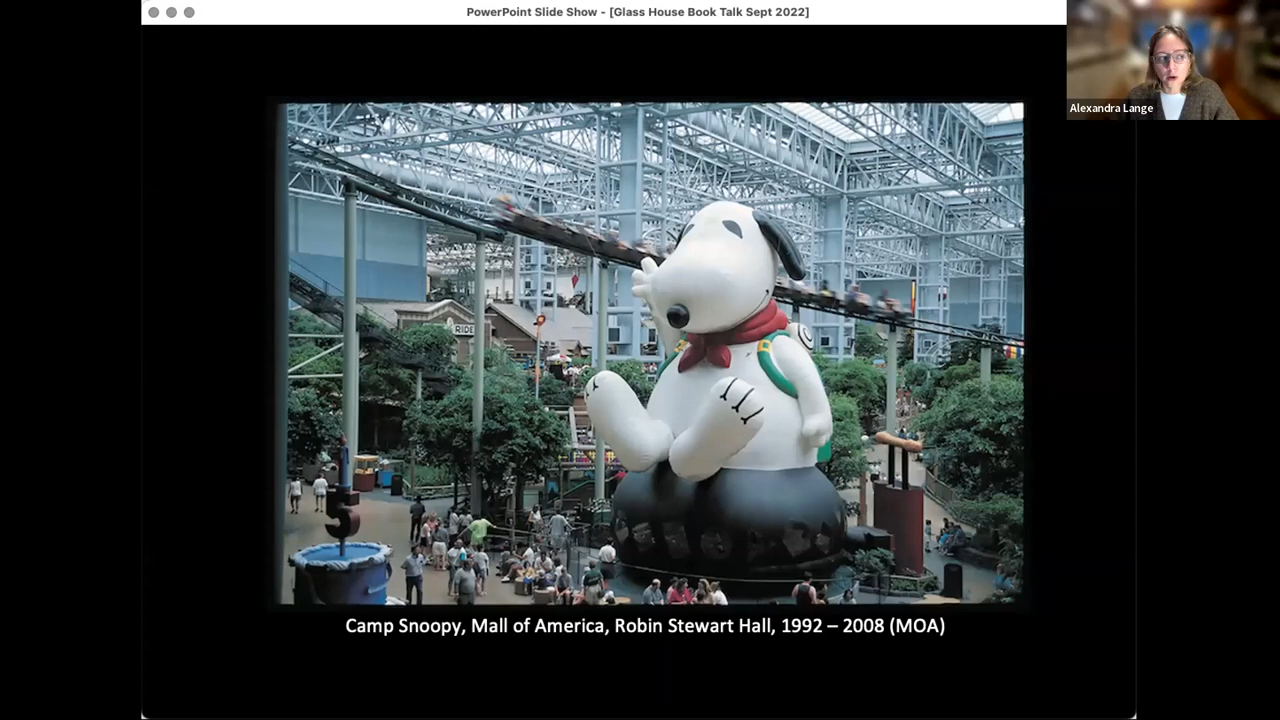 PowerPoint Slide Show - [Glass House Book Talk Sept 2022]
Alexandra Lange
RIDE
5
Camp Snoopy, Mall of America, Robin Stewart Hall, 1992 – 2008 (MOA)